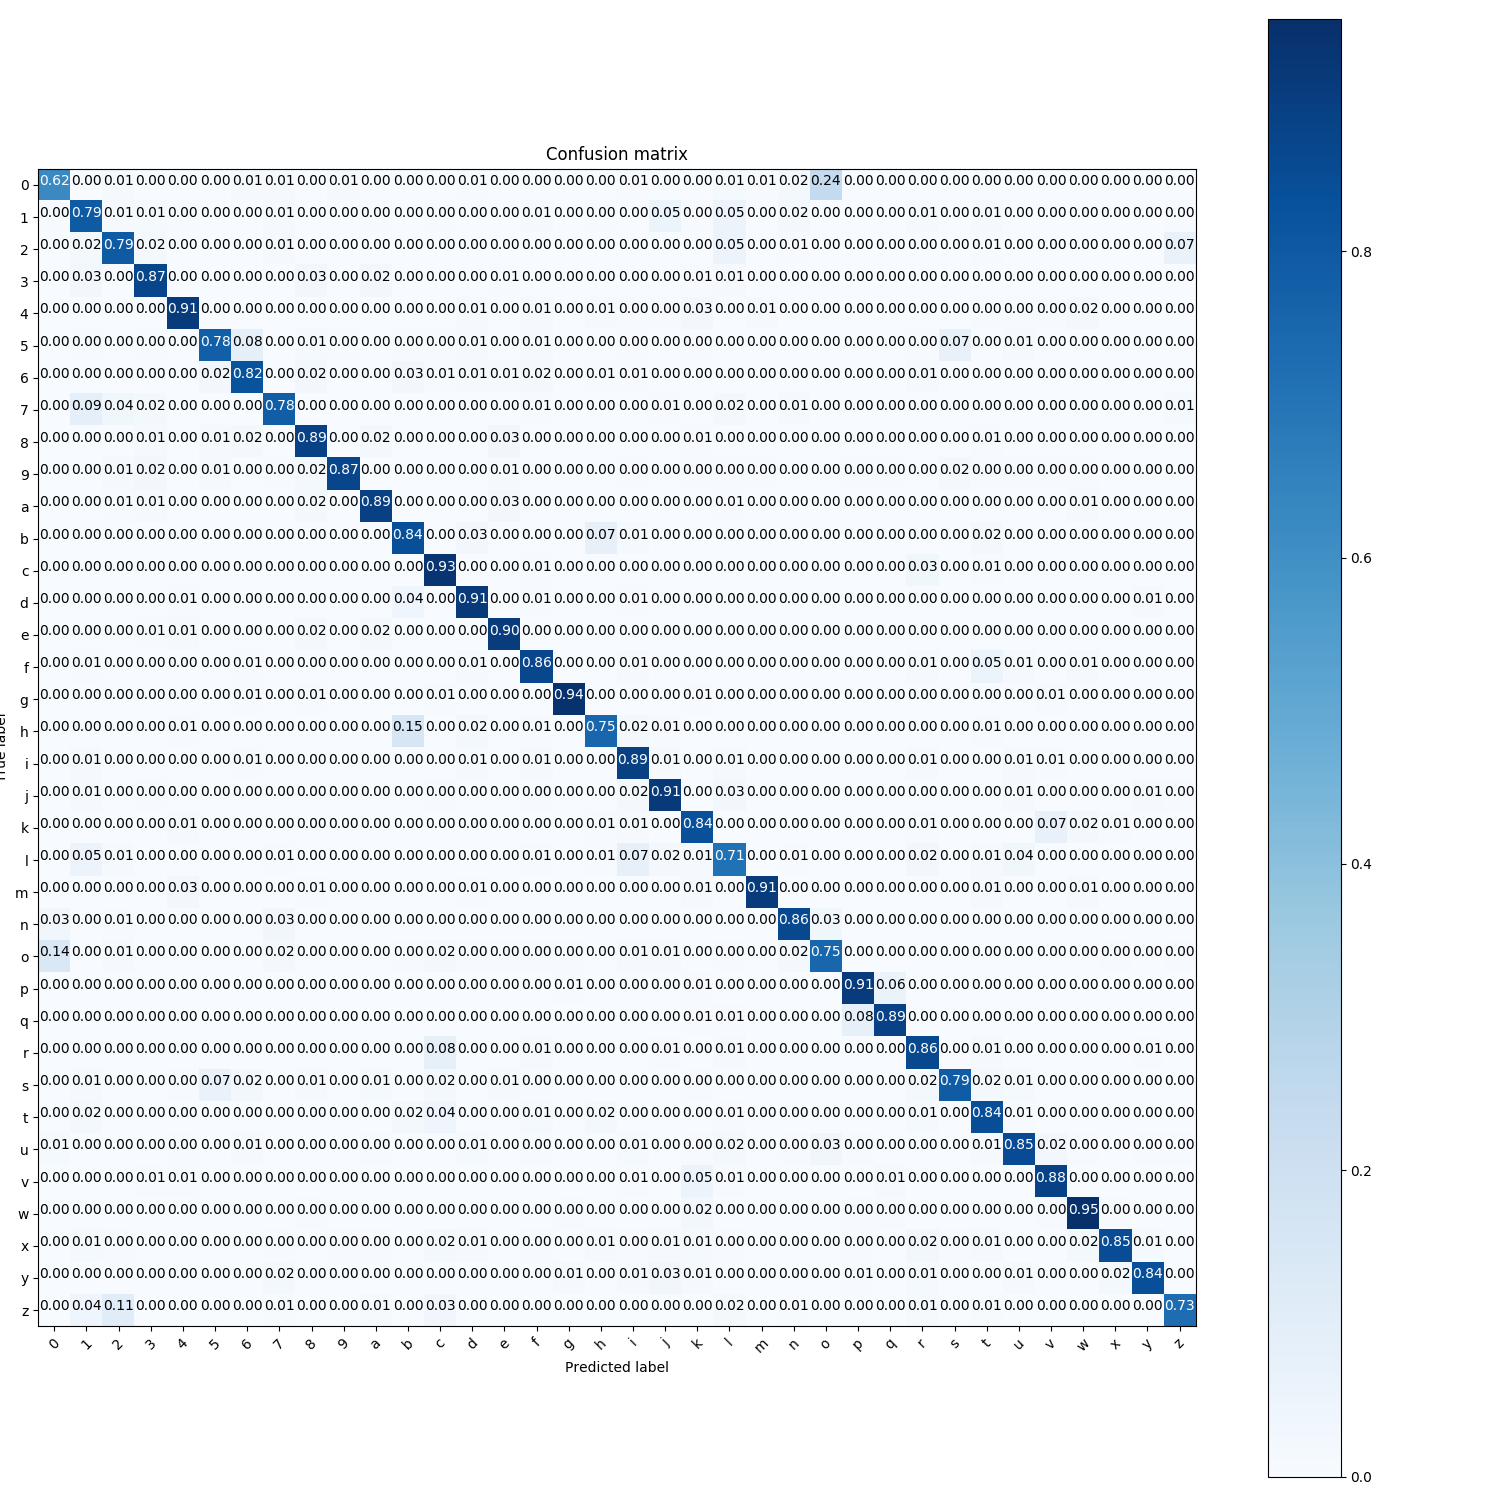 Confusion matrix
0 0.62 0.00 0.01 0.00 0.00 0.00 0.01 0.01 0.00 0.01 0.00 0.00 0.00 0.01 0.00 0.00 0.00 0.00 0.01 0.00 0.00 0.01 0.01 0.02 0.24 0.00 0.00 0.00 0.00 0.00 0.00 0.00 0.00 0.00 0.00 0.00
1 0.00 0.79 0.01 0.01 0.00 0.00 0.00 0.01 0.00 0.00 0.00 0.00 0.00 0.00 0.00 0.01 0.00 0.00 0.00 0.05 0.00 0.05 0.00 0.02 0.00 0.00 0.00 0.01 0.00 0.01 0.00 0.00 0.00 0.00 0.00 0.00
2 0.00 0.02 0.79 0.02 0.00 0.00 0.00 0.01 0.00 0.00 0.00 0.00 0.00 0.00 0.00 0.00 0.00 0.00 0.00 0.00 0.00 0.05 0.00 0.01 0.00 0.00 0.00 0.00 0.00 0.01 0.00 0.00 0.00 0.00 0.00 0.07
3 0.00 0.03 0.00 0.87 0.00 0.00 0.00 0.00 0.03 0.00 0.02 0.00 0.00 0.00 0.01 0.00 0.00 0.00 0.00 0.00 0.01 0.01 0.00 0.00 0.00 0.00 0.00 0.00 0.00 0.00 0.00 0.00 0.00 0.00 0.00 0.00
4 0.00 0.00 0.00 0.00 0.91 0.00 0.00 0.00 0.00 0.00 0.00 0.00 0.00 0.01 0.00 0.01 0.00 0.01 0.00 0.00 0.03 0.00 0.01 0.00 0.00 0.00 0.00 0.00 0.00 0.00 0.00 0.00 0.02 0.00 0.00 0.00
5 0.00 0.00 0.00 0.00 0.00 0.78 0.08 0.00 0.01 0.00 0.00 0.00 0.00 0.01 0.00 0.01 0.00 0.00 0.00 0.00 0.00 0.00 0.00 0.00 0.00 0.00 0.00 0.00 0.07 0.00 0.01 0.00 0.00 0.00 0.00 0.00
6 0.00 0.00 0.00 0.00 0.00 0.02 0.82 0.00 0.02 0.00 0.00 0.03 0.01 0.01 0.01 0.02 0.00 0.01 0.01 0.00 0.00 0.00 0.00 0.00 0.00 0.00 0.00 0.01 0.00 0.00 0.00 0.00 0.00 0.00 0.00 0.00
7 0.00 0.09 0.04 0.02 0.00 0.00 0.00 0.78 0.00 0.00 0.00 0.00 0.00 0.00 0.00 0.00 0.00 0.00 0.00 0.01 0.00 0.02 0.00 0.01 0.00 0.00 0.00 0.00 0.00 0.00 0.00 0.00 0.00 0.00 0.00 0.01
8 0.00 0.00 0.00 0.01 0.00 0.01 0.02 0.00 0.89 0.00 0.02 0.00 0.00 0.00 0.03 0.00 0.00 0.00 0.00 0.00 0.01 0.00 0.00 0.00 0.00 0.00 0.00 0.00 0.00 0.01 0.00 0.00 0.00 0.00 0.00 0.00
9 0.00 0.00 0.01 0.02 0.00 0.01 0.00 0.00 0.02 0.87 0.00 0.00 0.00 0.00 0.01 0.00 0.00 0.00 0.00 0.00 0.00 0.00 0.00 0.00 0.00 0.00 0.00 0.00 0.02 0.00 0.00 0.00 0.00 0.00 0.00 0.00
a 0.00 0.00 0.01 0.01 0.00 0.00 0.00 0.00 0.02 0.00 0.89 0.00 0.00 0.00 0.03 0.00 0.00 0.00 0.00 0.00 0.00 0.01 0.00 0.00 0.00 0.00 0.00 0.00 0.00 0.00 0.00 0.00 0.01 0.00 0.00 0.00
b 0.00 0.00 0.00 0.00 0.00 0.00 0.00 0.00 0.00 0.00 0.00 0.84 0.00 0.03 0.00 0.00 0.00 0.07 0.01 0.00 0.00 0.00 0.00 0.00 0.00 0.00 0.00 0.00 0.00 0.02 0.00 0.00 0.00 0.00 0.00 0.00
c 0.00 0.00 0.00 0.00 0.00 0.00 0.00 0.00 0.00 0.00 0.00 0.00 0.93 0.00 0.00 0.01 0.00 0.00 0.00 0.00 0.00 0.00 0.00 0.00 0.00 0.00 0.00 0.03 0.00 0.01 0.00 0.00 0.00 0.00 0.00 0.00
d 0.00 0.00 0.00 0.00 0.01 0.00 0.00 0.00 0.00 0.00 0.00 0.04 0.00 0.91 0.00 0.01 0.00 0.00 0.01 0.00 0.00 0.00 0.00 0.00 0.00 0.00 0.00 0.00 0.00 0.00 0.00 0.00 0.00 0.00 0.01 0.00
e 0.00 0.00 0.00 0.01 0.01 0.00 0.00 0.00 0.02 0.00 0.02 0.00 0.00 0.00 0.90 0.00 0.00 0.00 0.00 0.00 0.00 0.00 0.00 0.00 0.00 0.00 0.00 0.00 0.00 0.00 0.00 0.00 0.00 0.00 0.00 0.00
f 0.00 0.01 0.00 0.00 0.00 0.00 0.01 0.00 0.00 0.00 0.00 0.00 0.00 0.01 0.00 0.86 0.00 0.00 0.01 0.00 0.00 0.00 0.00 0.00 0.00 0.00 0.00 0.01 0.00 0.05 0.01 0.00 0.01 0.00 0.00 0.00
g 0.00 0.00 0.00 0.00 0.00 0.00 0.01 0.00 0.01 0.00 0.00 0.00 0.01 0.00 0.00 0.00 0.94 0.00 0.00 0.00 0.01 0.00 0.00 0.00 0.00 0.00 0.00 0.00 0.00 0.00 0.00 0.01 0.00 0.00 0.00 0.00
h 0.00 0.00 0.00 0.00 0.01 0.00 0.00 0.00 0.00 0.00 0.00 0.15 0.00 0.02 0.00 0.01 0.00 0.75 0.02 0.01 0.00 0.00 0.00 0.00 0.00 0.00 0.00 0.00 0.00 0.01 0.00 0.00 0.00 0.00 0.00 0.00
i 0.00 0.01 0.00 0.00 0.00 0.00 0.01 0.00 0.00 0.00 0.00 0.00 0.00 0.01 0.00 0.01 0.00 0.00 0.89 0.01 0.00 0.01 0.00 0.00 0.00 0.00 0.00 0.01 0.00 0.00 0.01 0.01 0.00 0.00 0.00 0.00
j 0.00 0.01 0.00 0.00 0.00 0.00 0.00 0.00 0.00 0.00 0.00 0.00 0.00 0.00 0.00 0.00 0.00 0.00 0.02 0.91 0.00 0.03 0.00 0.00 0.00 0.00 0.00 0.00 0.00 0.00 0.01 0.00 0.00 0.00 0.01 0.00
k 0.00 0.00 0.00 0.00 0.01 0.00 0.00 0.00 0.00 0.00 0.00 0.00 0.00 0.00 0.00 0.00 0.00 0.01 0.01 0.00 0.84 0.00 0.00 0.00 0.00 0.00 0.00 0.01 0.00 0.00 0.00 0.07 0.02 0.01 0.00 0.00
l 0.00 0.05 0.01 0.00 0.00 0.00 0.00 0.01 0.00 0.00 0.00 0.00 0.00 0.00 0.00 0.01 0.00 0.01 0.07 0.02 0.01 0.71 0.00 0.01 0.00 0.00 0.00 0.02 0.00 0.01 0.04 0.00 0.00 0.00 0.00 0.00
m 0.00 0.00 0.00 0.00 0.03 0.00 0.00 0.00 0.01 0.00 0.00 0.00 0.00 0.01 0.00 0.00 0.00 0.00 0.00 0.00 0.01 0.00 0.91 0.00 0.00 0.00 0.00 0.00 0.00 0.01 0.00 0.00 0.01 0.00 0.00 0.00
n 0.03 0.00 0.01 0.00 0.00 0.00 0.00 0.03 0.00 0.00 0.00 0.00 0.00 0.00 0.00 0.00 0.00 0.00 0.00 0.00 0.00 0.00 0.00 0.86 0.03 0.00 0.00 0.00 0.00 0.00 0.00 0.00 0.00 0.00 0.00 0.00
o 0.14 0.00 0.01 0.00 0.00 0.00 0.00 0.02 0.00 0.00 0.00 0.00 0.02 0.00 0.00 0.00 0.00 0.00 0.01 0.01 0.00 0.00 0.00 0.02 0.75 0.00 0.00 0.00 0.00 0.00 0.00 0.00 0.00 0.00 0.00 0.00
p 0.00 0.00 0.00 0.00 0.00 0.00 0.00 0.00 0.00 0.00 0.00 0.00 0.00 0.00 0.00 0.00 0.01 0.00 0.00 0.00 0.01 0.00 0.00 0.00 0.00 0.91 0.06 0.00 0.00 0.00 0.00 0.00 0.00 0.00 0.00 0.00
q 0.00 0.00 0.00 0.00 0.00 0.00 0.00 0.00 0.00 0.00 0.00 0.00 0.00 0.00 0.00 0.00 0.00 0.00 0.00 0.00 0.01 0.01 0.00 0.00 0.00 0.08 0.89 0.00 0.00 0.00 0.00 0.00 0.00 0.00 0.00 0.00
r 0.00 0.00 0.00 0.00 0.00 0.00 0.00 0.00 0.00 0.00 0.00 0.00 0.08 0.00 0.00 0.01 0.00 0.00 0.00 0.01 0.00 0.01 0.00 0.00 0.00 0.00 0.00 0.86 0.00 0.01 0.00 0.00 0.00 0.00 0.01 0.00
s 0.00 0.01 0.00 0.00 0.00 0.07 0.02 0.00 0.01 0.00 0.01 0.00 0.02 0.00 0.01 0.00 0.00 0.00 0.00 0.00 0.00 0.00 0.00 0.00 0.00 0.00 0.00 0.02 0.79 0.02 0.01 0.00 0.00 0.00 0.00 0.00
t 0.00 0.02 0.00 0.00 0.00 0.00 0.00 0.00 0.00 0.00 0.00 0.02 0.04 0.00 0.00 0.01 0.00 0.02 0.00 0.00 0.00 0.01 0.00 0.00 0.00 0.00 0.00 0.01 0.00 0.84 0.01 0.00 0.00 0.00 0.00 0.00
u 0.01 0.00 0.00 0.00 0.00 0.00 0.01 0.00 0.00 0.00 0.00 0.00 0.00 0.01 0.00 0.00 0.00 0.00 0.01 0.00 0.00 0.02 0.00 0.00 0.03 0.00 0.00 0.00 0.00 0.01 0.85 0.02 0.00 0.00 0.00 0.00
v 0.00 0.00 0.00 0.01 0.01 0.00 0.00 0.00 0.00 0.00 0.00 0.00 0.00 0.00 0.00 0.00 0.00 0.00 0.01 0.00 0.05 0.01 0.00 0.00 0.00 0.00 0.01 0.00 0.00 0.00 0.00 0.88 0.00 0.00 0.00 0.00
w 0.00 0.00 0.00 0.00 0.00 0.00 0.00 0.00 0.00 0.00 0.00 0.00 0.00 0.00 0.00 0.00 0.00 0.00 0.00 0.00 0.02 0.00 0.00 0.00 0.00 0.00 0.00 0.00 0.00 0.00 0.00 0.00 0.95 0.00 0.00 0.00
x 0.00 0.01 0.00 0.00 0.00 0.00 0.00 0.00 0.00 0.00 0.00 0.00 0.02 0.01 0.00 0.00 0.00 0.01 0.00 0.01 0.01 0.00 0.00 0.00 0.00 0.00 0.00 0.02 0.00 0.01 0.00 0.00 0.02 0.85 0.01 0.00
y 0.00 0.00 0.00 0.00 0.00 0.00 0.00 0.02 0.00 0.00 0.00 0.00 0.00 0.00 0.00 0.00 0.01 0.00 0.01 0.03 0.01 0.00 0.00 0.00 0.00 0.01 0.00 0.01 0.00 0.00 0.01 0.00 0.00 0.02 0.84 0.00
z 0.00 0.04 0.11 0.00 0.00 0.00 0.00 0.01 0.00 0.00 0.01 0.00 0.03 0.00 0.00 0.00 0.00 0.00 0.00 0.00 0.00 0.02 0.00 0.01 0.00 0.00 0.00 0.01 0.00 0.01 0.00 0.00 0.00 0.00 0.00 0.73
0 1 2 3 4 5 6 7 8 9 a b c d e f g h i j k l m n o p q r s t u v w x y z
Predicted label
True label
0.8
0.6
0.4
0.2
0.0